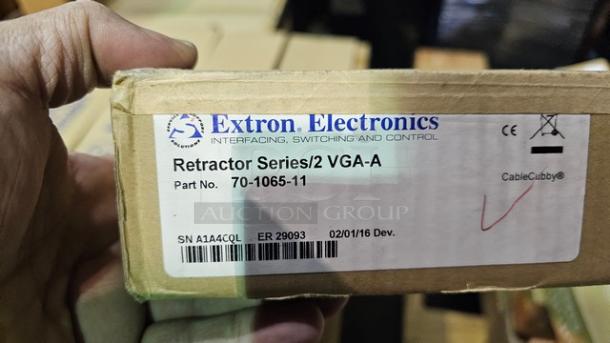 Extron® Electronics
INTERFACING, SWITCHING AND CONTROL
CE
Retractor Series/2 VGA-A
Part No. 70-1065-11
CableCubby®
AUCTION GROUP
SN A1A4CQL ER 29093 02/01/16 Dev.